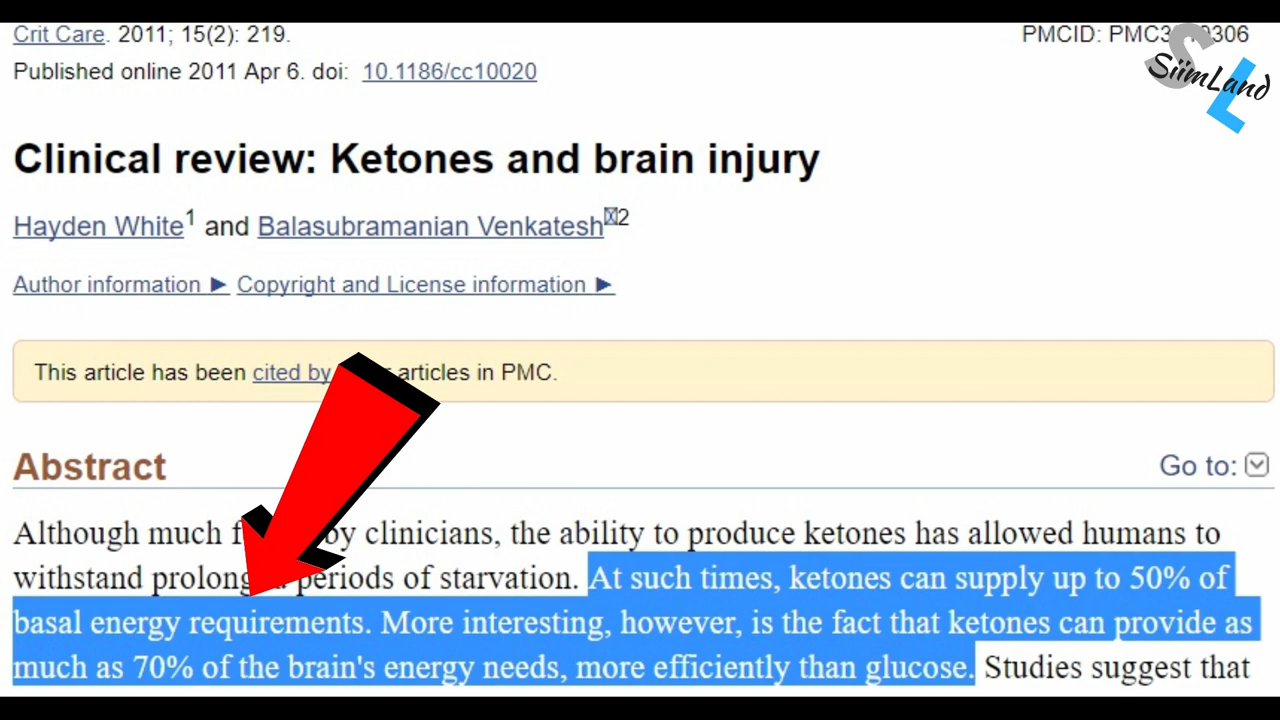 Crit Care. 2011; 15(2): 219.
PMCID: PMC3 306
Published online 2011 Apr 6. doi: 10.1186/cc10020
SiimLand
Clinical review: Ketones and brain injury
Hayden White1 and Balasubramanian Venkatesh2
Author information ► Copyright and License information ►
This article has been cited by articles in PMC.
Abstract
Go to:
Although much by clinicians, the ability to produce ketones has allowed humans to
withstand periods of starvation. At such times, ketones can supply up to 50% of
basal energy requirements. More interesting, however, is the fact that ketones can provide as
much as 70% of the brain's energy needs, more efficiently than glucose. Studies suggest that